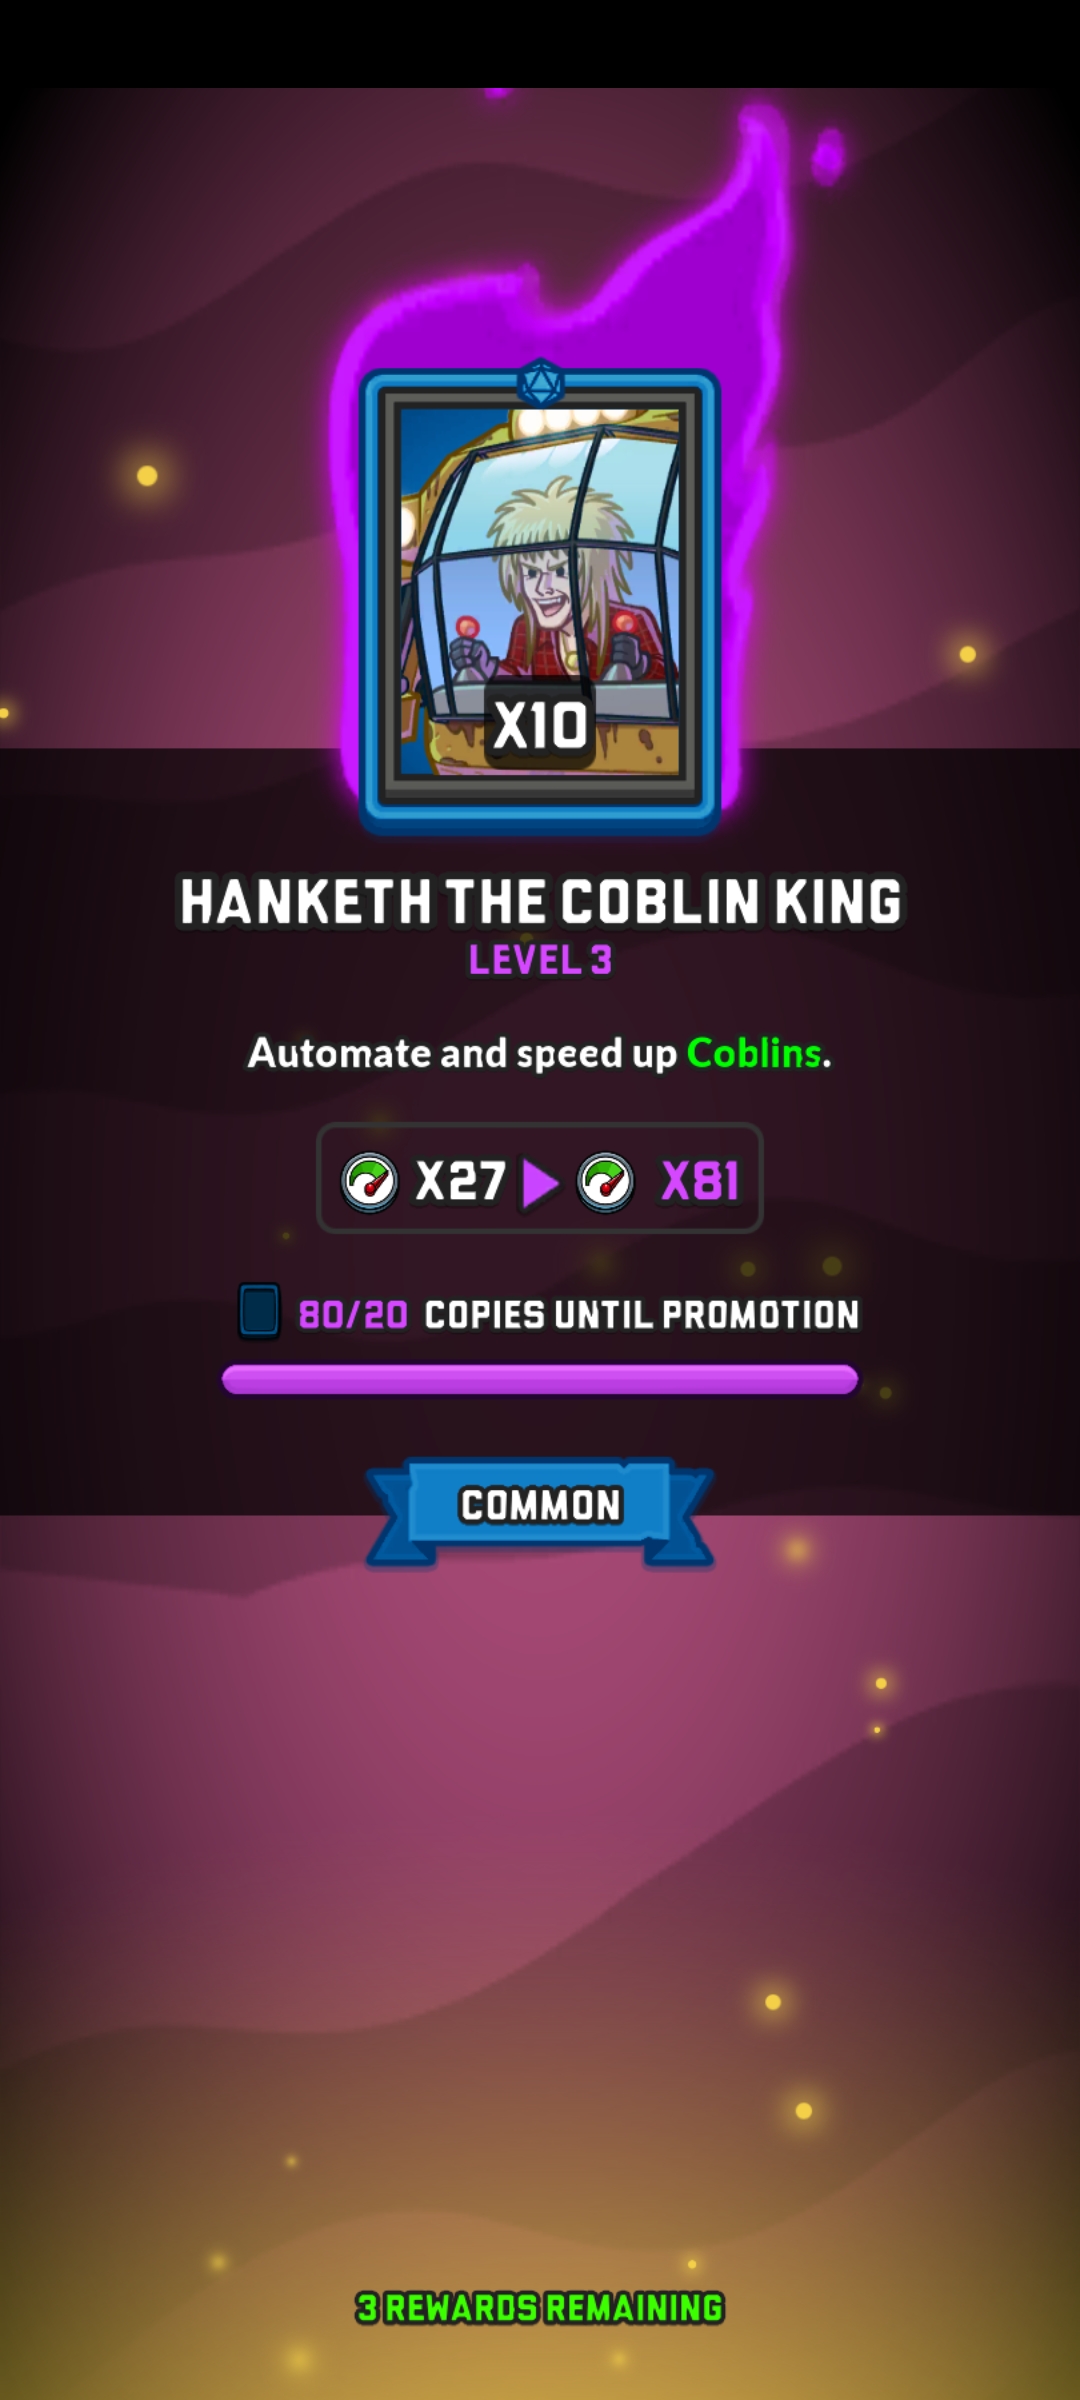 X10
HANKETH THE COBLIN KING
LEVEL 3
Automate and speed up Coblins.
X27 X81
80/20 COPIES UNTIL PROMOTION
COMMON
3 REWARDS REMAINING